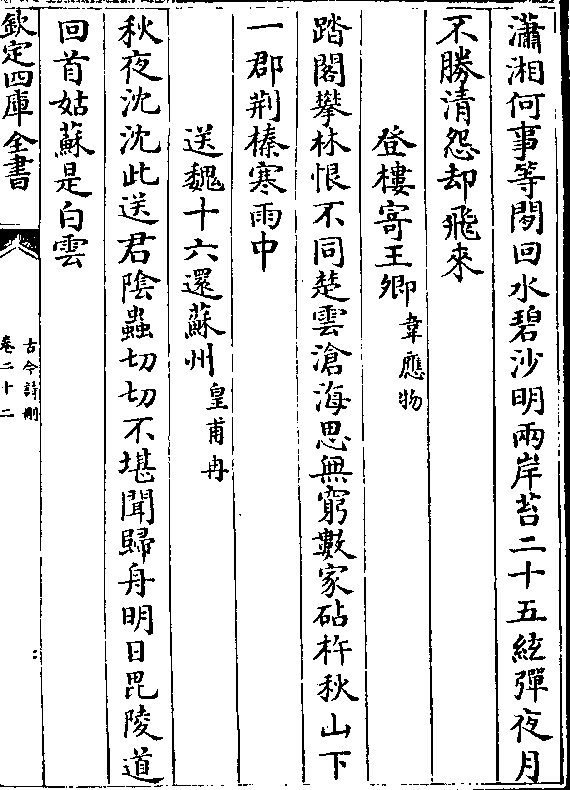 瀟湘何事等閒回水碧沙明兩岸苔二十五絃彈夜月
不勝清怨却飛來
登樓寄王卿 韋應物
踏閣攀林恨不同楚雲滄海思無窮數家砧杵秋山下
一郡荆榛寒雨中
送魏十六還蘇州 皇甫冉
秋夜沈沈此送君陰蟲切切不堪聞歸舟明日毘陵道
回首姑蘇是白雲
欽定四庫全書
古今詩刪
卷二十二